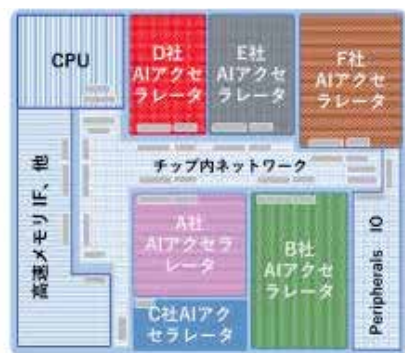 CPU
D社
AIアクセ
ラレータ
E社
AIアクセ
ラレータ
F社
AIアクセ
ラレータ
高速メモリIF、他
チップ内ネットワーク
A社
AIアクセラ
レータ
B社
AIアクセ
ラレータ
C社AIアク
セラレータ
Peripherals IO